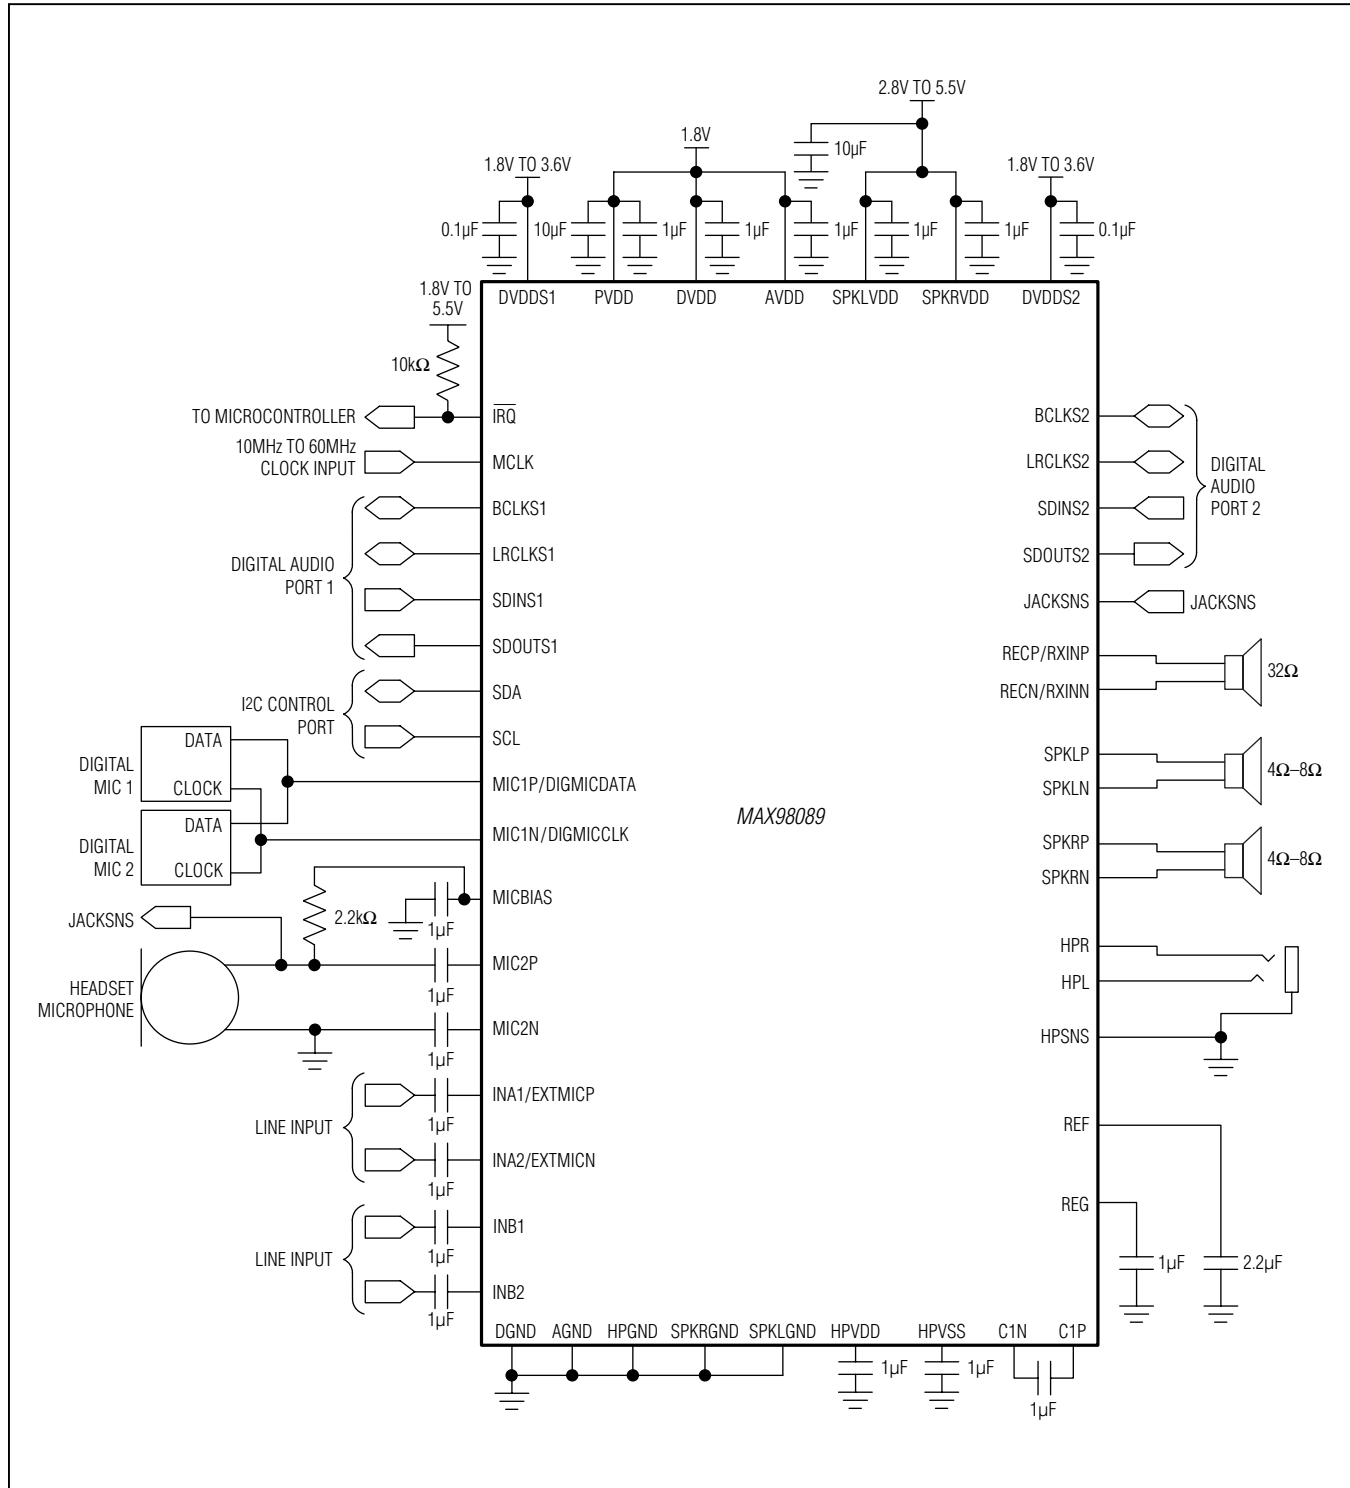 2.8V TO 5.5V
1.8V
10µF
1.8V TO 3.6V
1.8V TO 3.6V
0.1µF
10µF
1µF
1µF
1µF
1µF
1µF
0.1µF
1.8V TO
5.5V
DVDDS1
PVDD
DVDD
AVDD
SPKLVDD
SPKRVDD
DVDDS2
10kΩ
TO MICROCONTROLLER
IRQ
10MHz TO 60MHz
CLOCK INPUT
MCLK
BCLKS1
LRCLKS1
DIGITAL AUDIO
PORT 1
SDINS1
SDOUTS1
SDA
I2C CONTROL
PORT
SCL
DATA
DIGITAL
MIC 1
CLOCK
MIC1P/DIGMICDATA
DATA
DIGITAL
MIC 2
CLOCK
MIC1N/DIGMICCLK
MICBIAS
1µF
2.2kΩ
JACKSNS
MIC2P
1µF
HEADSET
MICROPHONE
MIC2N
1µF
INA1/EXTMICP
1µF
LINE INPUT
INA2/EXTMICN
1µF
INB1
1µF
LINE INPUT
INB2
1µF
MAX98089
BCLKS2
LRCLKS2
DIGITAL
AUDIO
PORT 2
SDINS2
SDOUTS2
JACKSNS
JACKSNS
RECP/RXINP
32Ω
RECN/RXINN
SPKLP
4Ω–8Ω
SPKLN
SPKRP
4Ω–8Ω
SPKRN
HPR
HPL
HPSNS
REF
REG
1µF
2.2µF
DGND
AGND
HPGND
SPKRGND
SPKLGND
HPVDD
HPVSS
C1N
C1P
1µF
1µF
1µF